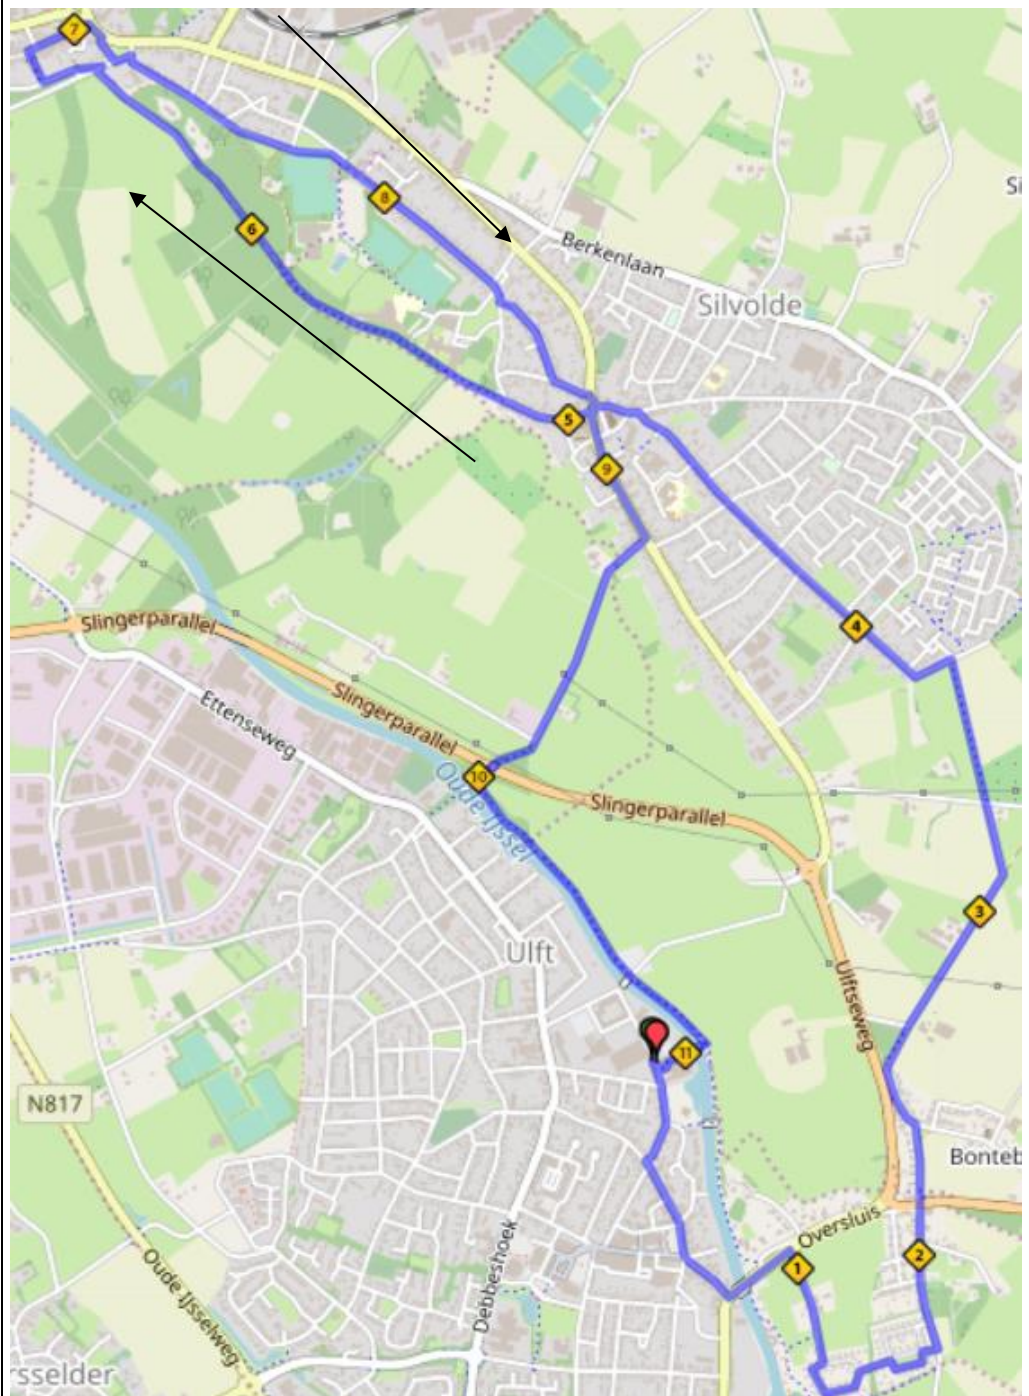 7
8
6
Berkenlaan
Si
Silvolde
5
9
4
Slingerparallel
Ettenseweg
Slingerparallel
10
Oude IJssel
Slingerparallel
3
Ulft
Ulftseweg
11
N817
Bonteb
Oversluis
1
2
Debbeshoek
Oude IJsselweg
rsselder